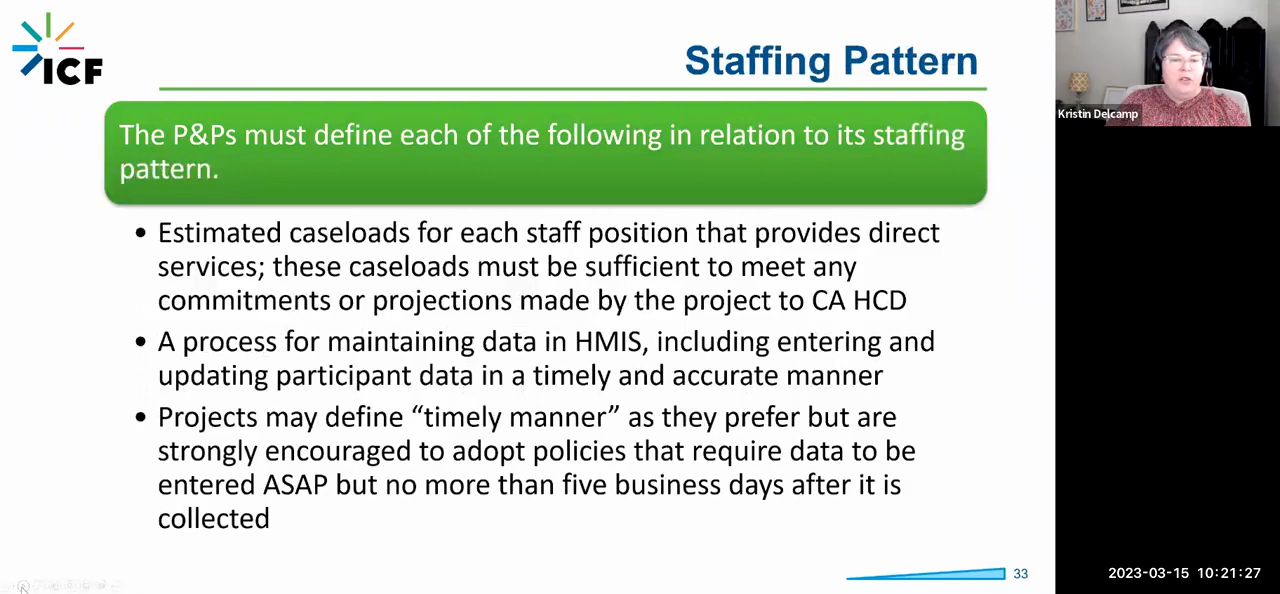 ICF
Staffing Pattern
The P&Ps must define each of the following in relation to its staffing
pattern.
• Estimated caseloads for each staff position that provides direct
services; these caseloads must be sufficient to meet any
commitments or projections made by the project to CA HCD
• A process for maintaining data in HMIS, including entering and
updating participant data in a timely and accurate manner
• Projects may define “timely manner” as they prefer but are
strongly encouraged to adopt policies that require data to be
entered ASAP but no more than five business days after it is
collected
33
Kristin Delcamp
2023-03-15 10:21:27